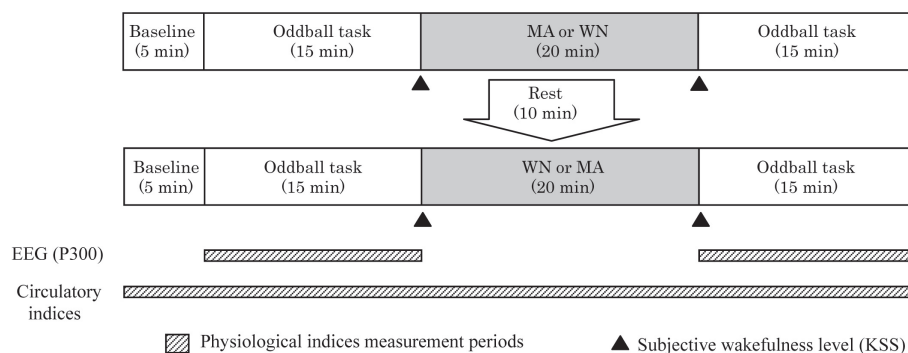 Baseline
(5 min)
Oddball task
(15 min)
MA or WN
(20 min)
Oddball task
(15 min)
Rest
(10 min)
Baseline
(5 min)
Oddball task
(15 min)
WN or MA
(20 min)
Oddball task
(15 min)
EEG (P300)
Circulatory
indices
Physiological indices measurement periods
Subjective wakefulness level (KSS)